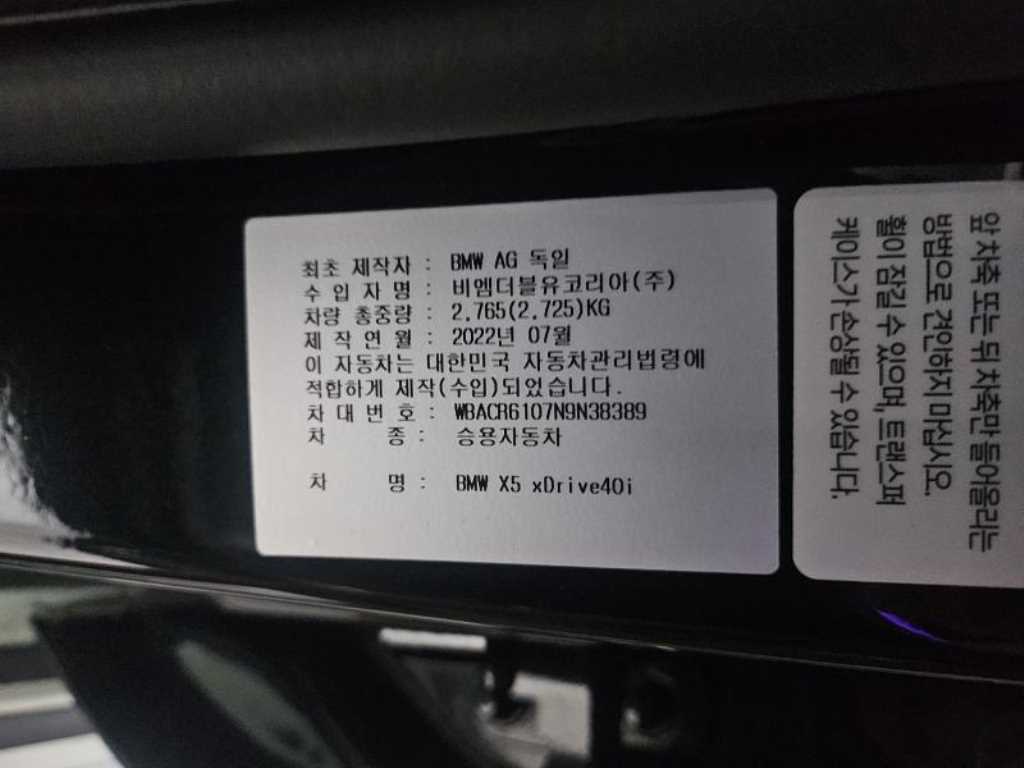 최초 제작자 : BMW AG 독일
수 입 자 명 : 비엠더블유코리아(주)
차량 총중량 : 2.765(2.725)KG
제 작 연 월 : 2022년 07월
이 자동차는 대한민국 자동차관리법령에
적합하게 제작(수입)되었습니다.
차 대 번 호 : WBACR6107N9N38389
차 종 : 승용자동차
차 명 : BMW X5 xDrive40i
앞 차축 또는 뒤 차축만 들어올리는
방법으로 견인하지 마십시오.
휠이 잠길 수 있으며, 트랜스퍼
케이스가 손상될 수 있습니다.